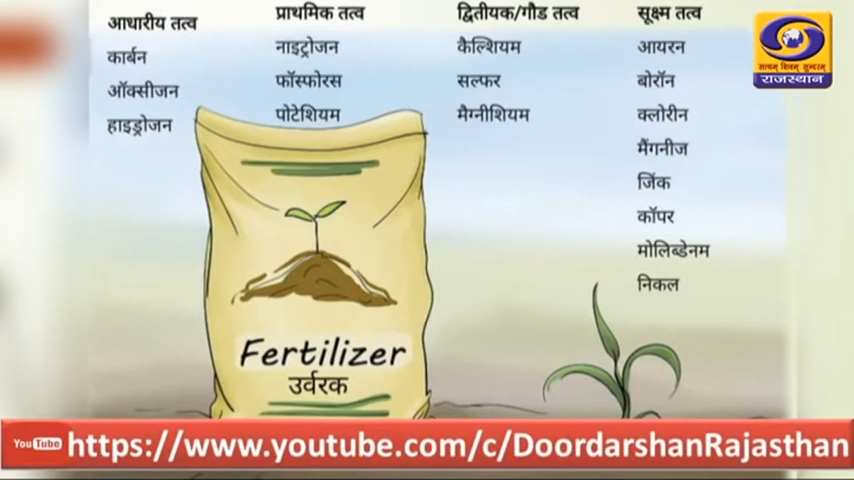 आधारीय तत्व
कार्बन
ऑक्सीजन
हाइड्रोजन
प्राथमिक तत्व
नाइट्रोजन
फॉस्फोरस
पोटेशियम
द्वितीयक/गौड तत्व
कैल्शियम
सल्फर
मैग्नीशियम
सूक्ष्म तत्व
आयरन
बोरॉन
क्लोरीन
मैंगनीज
जिंक
कॉपर
मोलिब्डेनम
निकल
सत्यम् शिवम् सुन्दरम्
राजस्थान
Fertilizer
उर्वरक
YouTube https://www.youtube.com/c/DoordarshanRajasthan